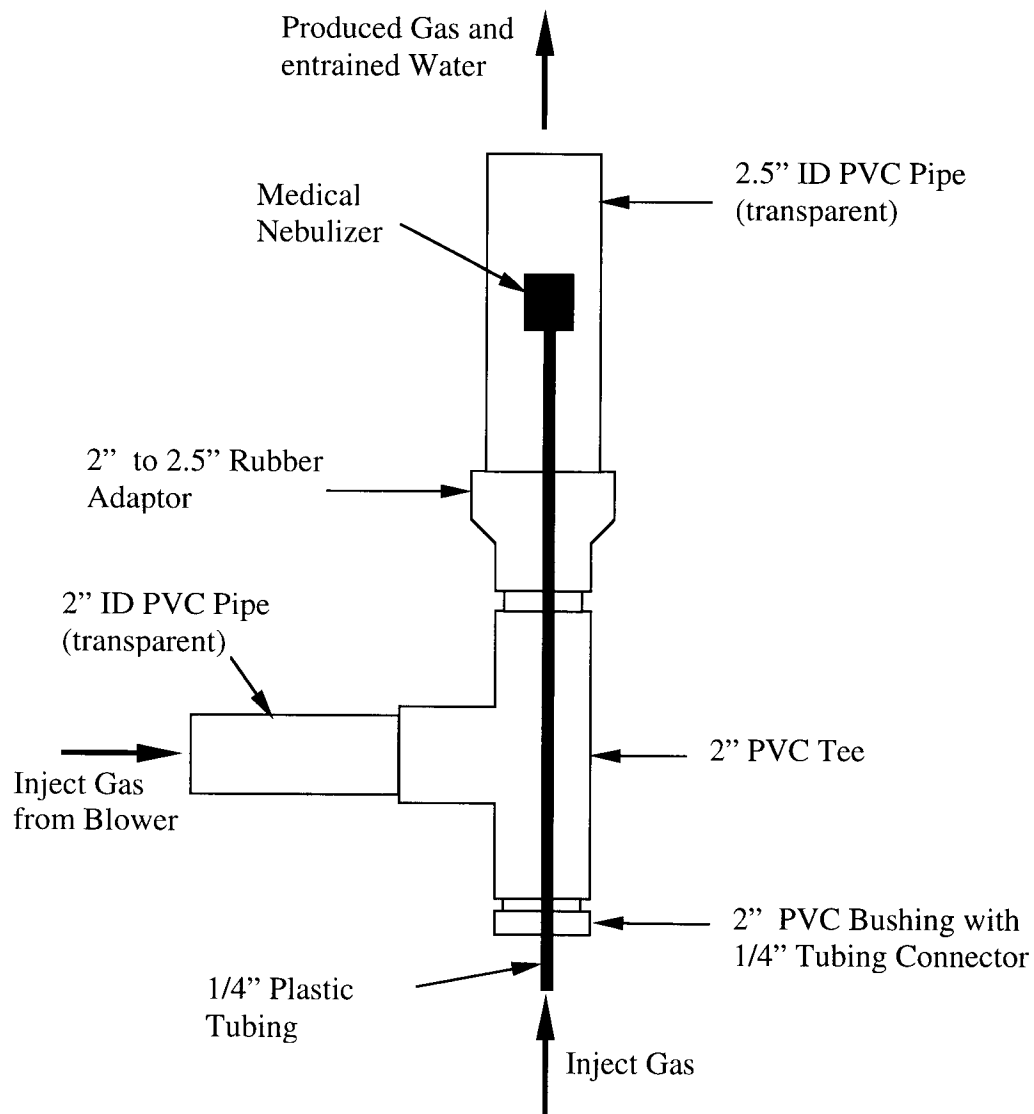 Produced Gas and
entrained Water
2.5” ID PVC Pipe
(transparent)
Medical
Nebulizer
2”  to 2.5” Rubber
Adaptor
2” ID PVC Pipe
(transparent)
2” PVC Tee
Inject Gas
from Blower
2”  PVC Bushing with
1/4” Tubing Connector
1/4” Plastic
Tubing
Inject Gas